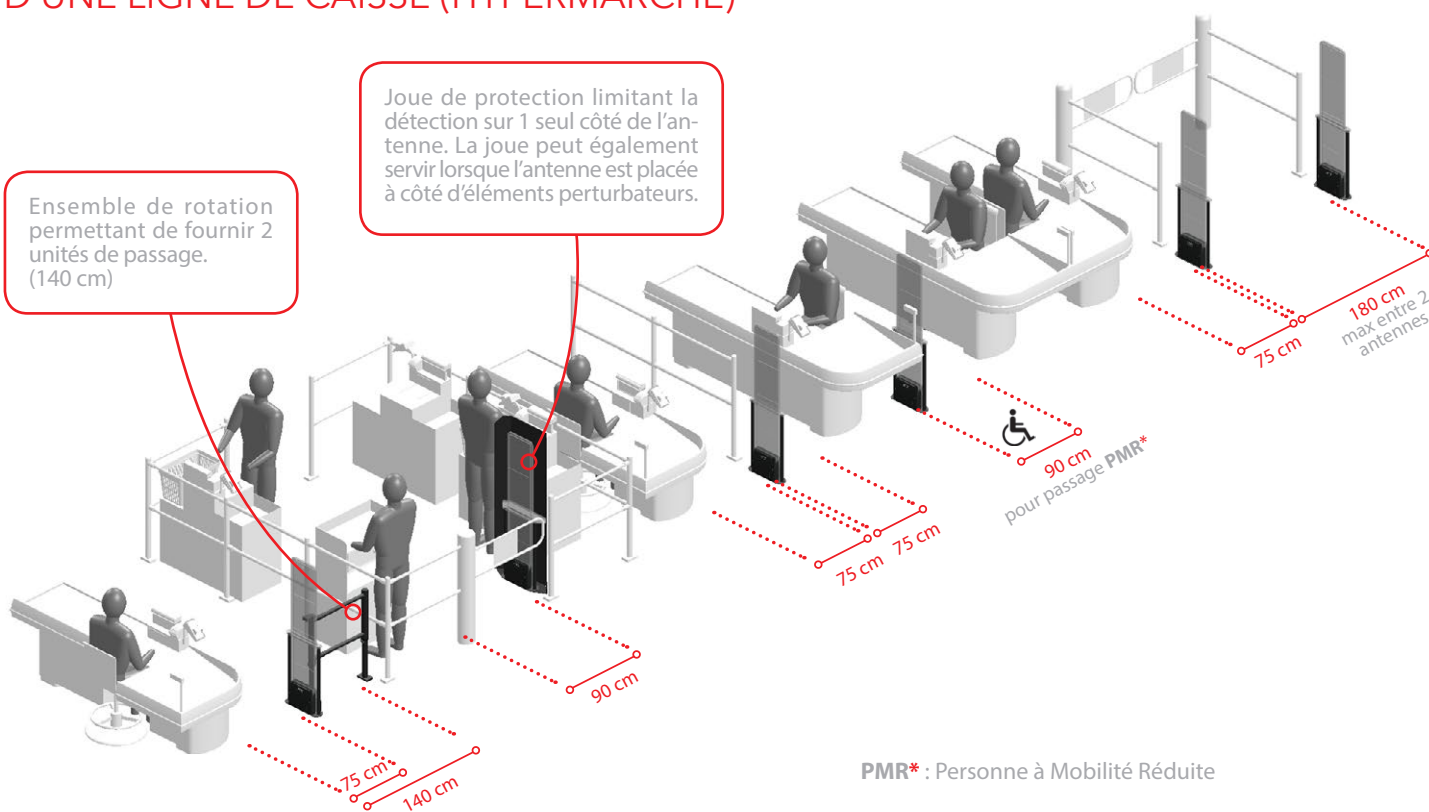 D'UNE LIGNE DE CAISSE (HYPERMARCHÉ)
Joue de protection limitant la
détection sur 1 seul côté de l'an-
tenne. La joue peut également
servir lorsque l'antenne est placée
à côté d'éléments perturbateurs.
Ensemble de rotation
permettant de fournir 2
unités de passage.
(140 cm)
180 cm
max entre 2
antennes
75 cm
90 cm
pour passage PMR*
75 cm
75 cm
90 cm
75 cm
140 cm
PMR* : Personne à Mobilité Réduite